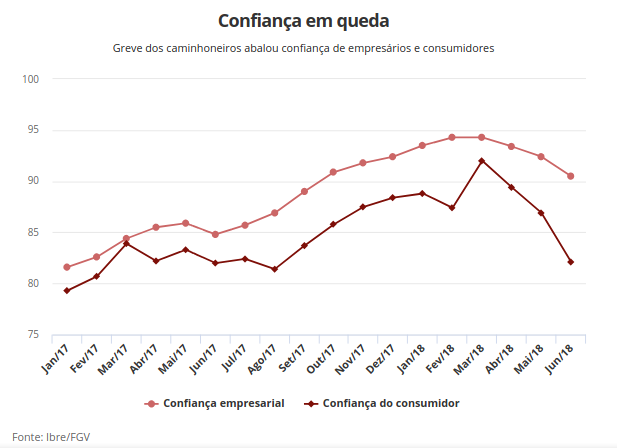 Confiança em queda
Greve dos caminhoneiros abalou confiança de empresários e consumidores
100
95
90
85
80
75
Jan/17 Fev/17 Mar/17 Abr/17 Mai/17 Jun/17 Jul/17 Ago/17 Set/17 Out/17 Nov/17 Dez/17 Jan/18 Fev/18 Mar/18 Abr/18 Mai/18 Jun/18
Confiança empresarial Confiança do consumidor
Fonte: Ibre/FGV